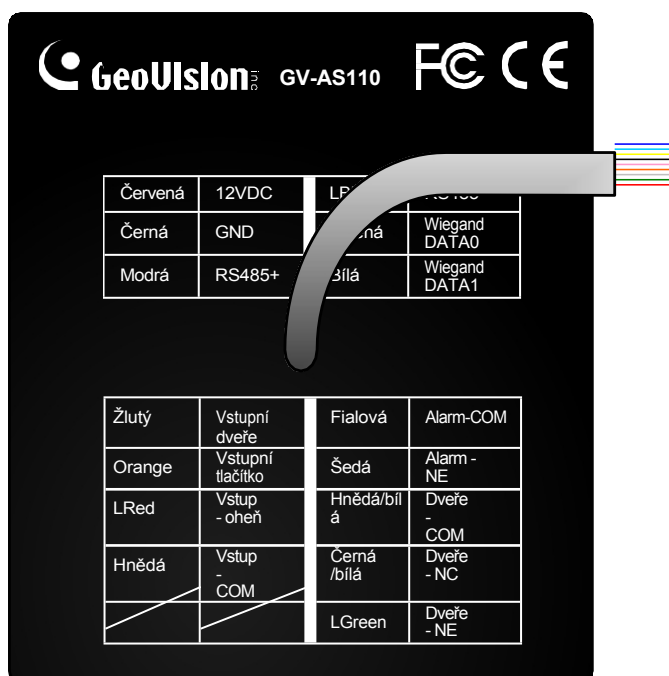 GeoVision Inc
GV-AS110
FC CE
Červená 12VDC
Černá GND Wiegand
DATA0
Modrá RS485+ Bílá Wiegand
DATA1
Žlutý Vstupní
dveře Fialová Alarm-COM
Orange Vstupní
tlačítko Šedá Alarm -
NE
LRed Vstup
- oheň Hnědá/bíl
á Dveře
-
COM
Hnědá Vstup
-
COM Černá
/bílá Dveře
- NC
LGreen Dveře
- NE